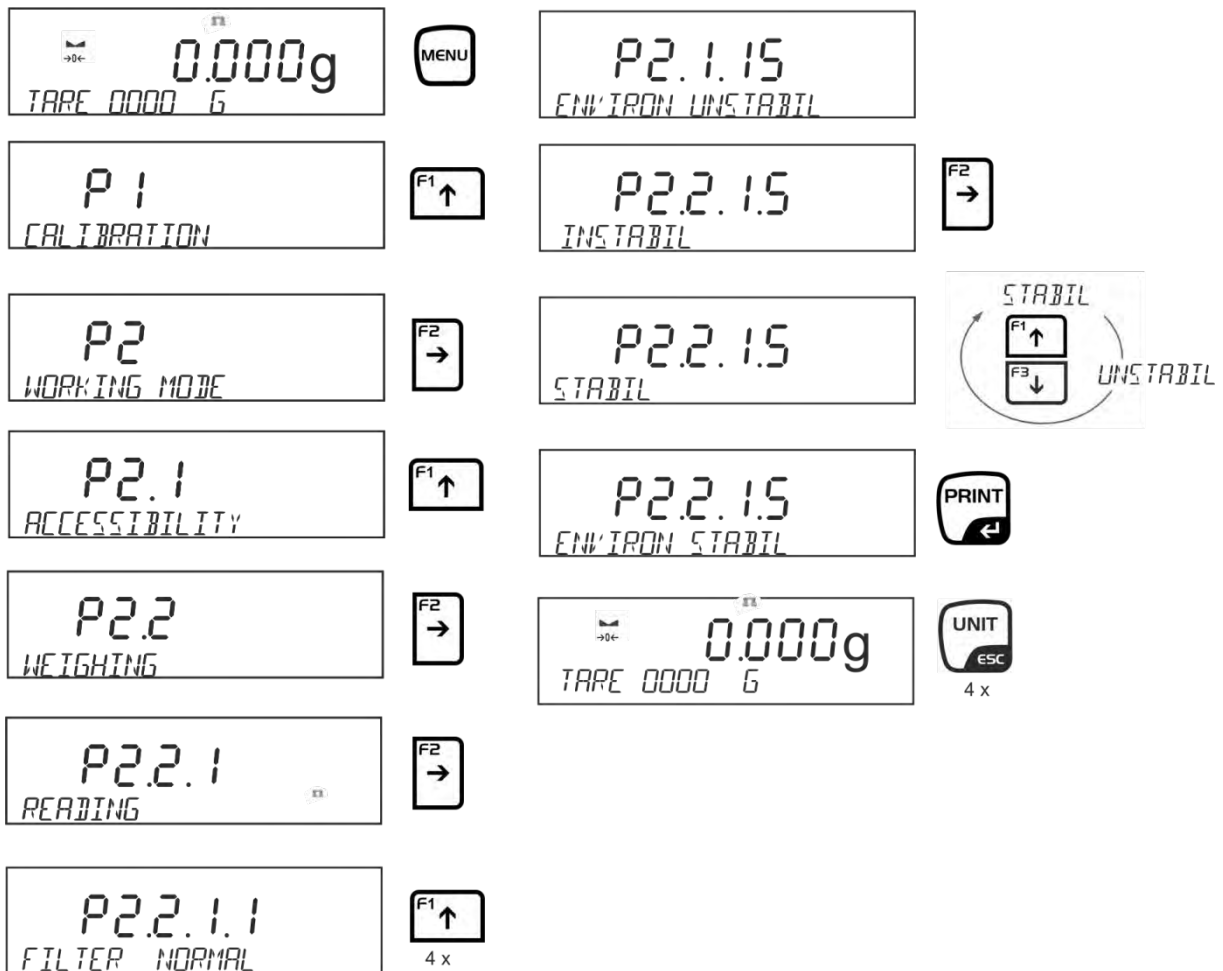 →0←
0.000g
TARE 0000 G
MENU
P1
CALIBRATION
F1 ↑
P2
WORKING MODE
F2 →
P2.1
ACCESSIBILITY
F1 ↑
P2.2
WEIGHING
F2 →
P2.2.1
READING
F2 →
P2.2.1.1
FILTER NORMAL
F1 ↑
4 x
P2.1.15
ENVIRON UNSTABIL
P2.2.1.5
INSTABIL
F2 →
P2.2.1.5
STABIL
STABIL
F1 ↑
F3 ↓
UNSTABIL
P2.2.1.5
ENVIRON STABIL
PRINT
→0←
0.000g
TARE 0000 G
UNIT
ESC
4 x